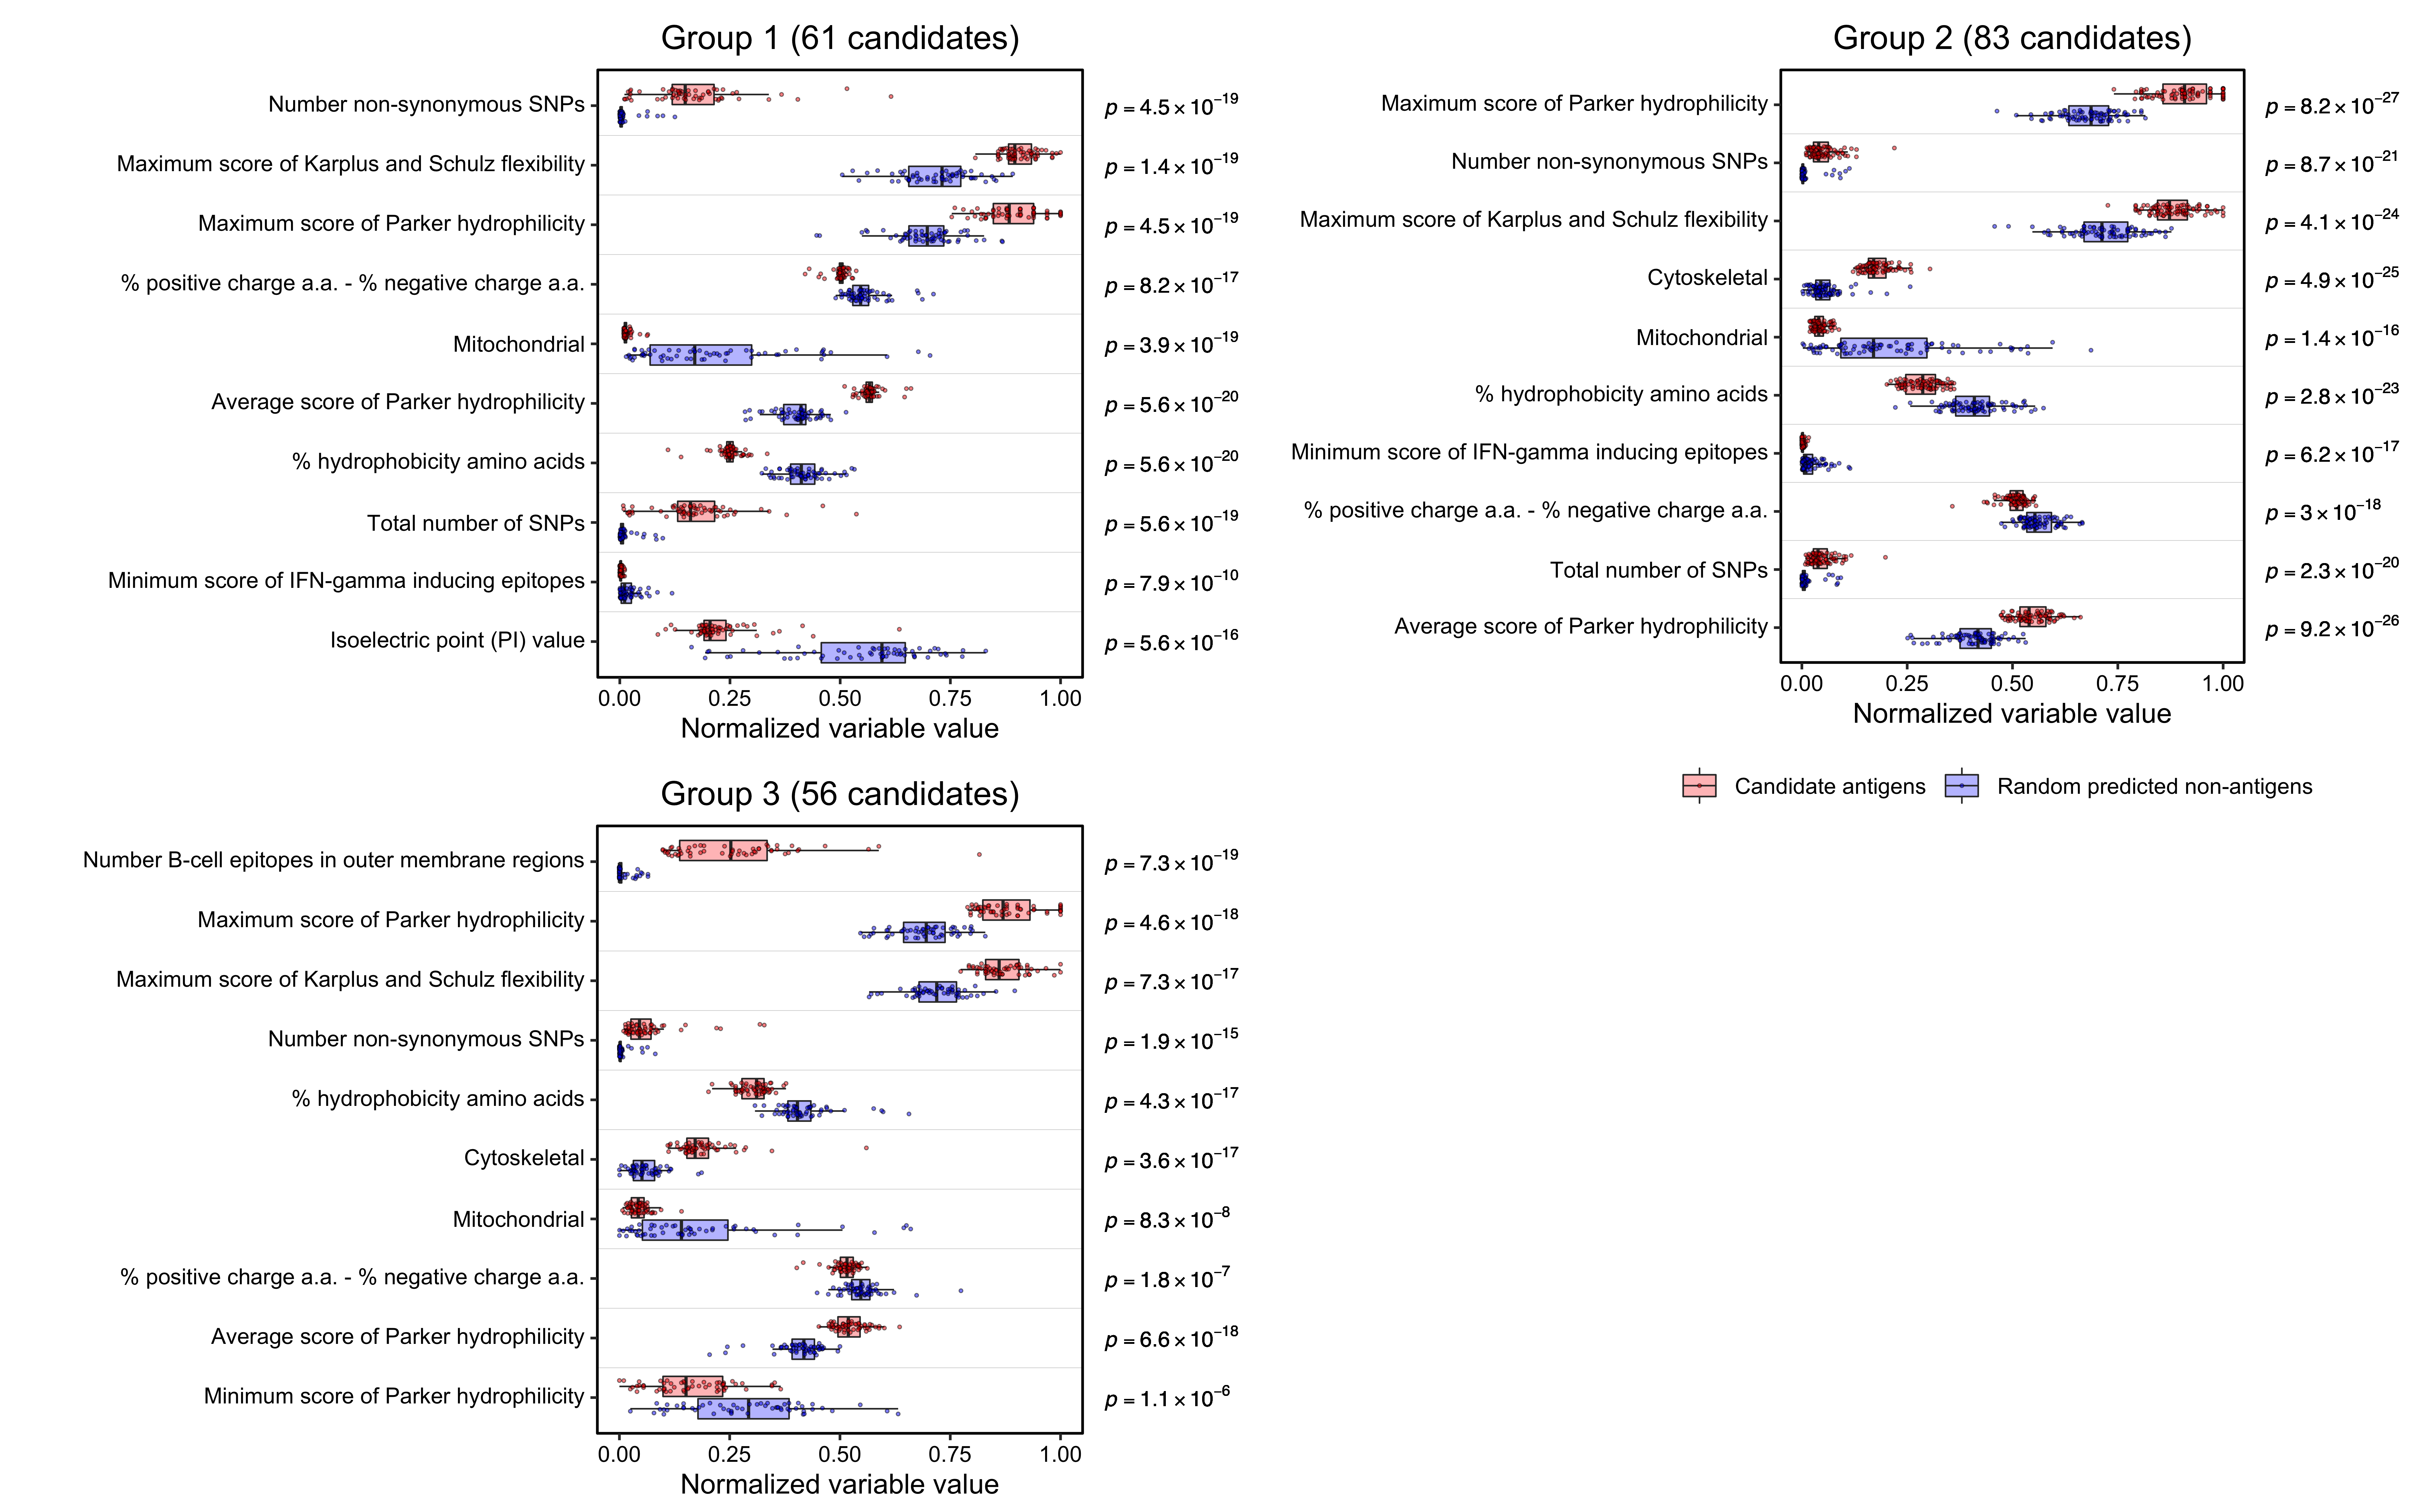 Group 1 (61 candidates)
Number non-synonymous SNPs
p = 4.5 × 10⁻¹⁹
Maximum score of Karplus and Schulz flexibility
p = 1.4 × 10⁻¹⁹
Maximum score of Parker hydrophilicity
p = 4.5 × 10⁻¹⁹
% positive charge a.a. - % negative charge a.a.
p = 8.2 × 10⁻¹⁷
Mitochondrial
p = 3.9 × 10⁻¹⁹
Average score of Parker hydrophilicity
p = 5.6 × 10⁻²⁰
% hydrophobicity amino acids
p = 5.6 × 10⁻²⁰
Total number of SNPs
p = 5.6 × 10⁻¹⁹
Minimum score of IFN-gamma inducing epitopes
p = 7.9 × 10⁻¹⁰
Isoelectric point (PI) value
p = 5.6 × 10⁻¹⁶
0.00 0.25 0.50 0.75 1.00
Normalized variable value
Group 2 (83 candidates)
Maximum score of Parker hydrophilicity
p = 8.2 × 10⁻²⁷
Number non-synonymous SNPs
p = 8.7 × 10⁻²¹
Maximum score of Karplus and Schulz flexibility
p = 4.1 × 10⁻²⁴
Cytoskeletal
p = 4.9 × 10⁻²⁵
Mitochondrial
p = 1.4 × 10⁻¹⁶
% hydrophobicity amino acids
p = 2.8 × 10⁻²³
Minimum score of IFN-gamma inducing epitopes
p = 6.2 × 10⁻¹⁷
% positive charge a.a. - % negative charge a.a.
p = 3 × 10⁻¹⁸
Total number of SNPs
p = 2.3 × 10⁻²⁰
Average score of Parker hydrophilicity
p = 9.2 × 10⁻²⁶
0.00 0.25 0.50 0.75 1.00
Normalized variable value
Candidate antigens Random predicted non-antigens
Group 3 (56 candidates)
Number B-cell epitopes in outer membrane regions
p = 7.3 × 10⁻¹⁹
Maximum score of Parker hydrophilicity
p = 4.6 × 10⁻¹⁸
Maximum score of Karplus and Schulz flexibility
p = 7.3 × 10⁻¹⁷
Number non-synonymous SNPs
p = 1.9 × 10⁻¹⁵
% hydrophobicity amino acids
p = 4.3 × 10⁻¹⁷
Cytoskeletal
p = 3.6 × 10⁻¹⁷
Mitochondrial
p = 8.3 × 10⁻⁸
% positive charge a.a. - % negative charge a.a.
p = 1.8 × 10⁻⁷
Average score of Parker hydrophilicity
p = 6.6 × 10⁻¹⁸
Minimum score of Parker hydrophilicity
p = 1.1 × 10⁻⁶
0.00 0.25 0.50 0.75 1.00
Normalized variable value